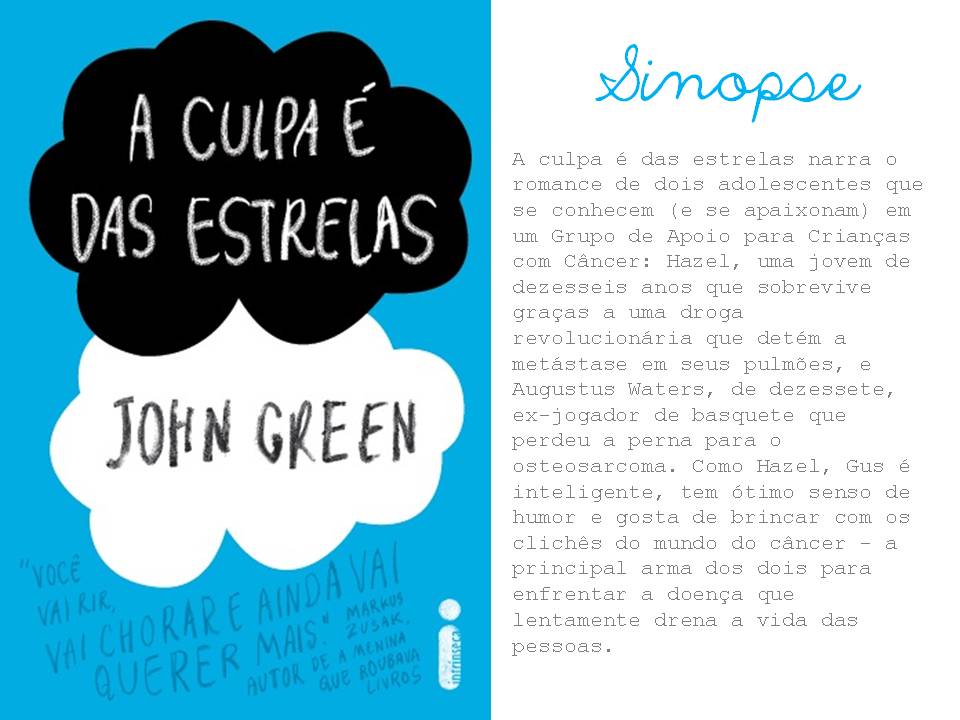 A CULPA É
DAS ESTRELAS
JOHN GREEN
"VOCÊ
VAI RIR,
VAI CHORAR E AINDA VAI
QUERER MAIS."
MARKUS
ZUSAK,
AUTOR DE A MENINA
QUE ROUBAVA
LIVROS
intrínseca
Sinopse
A culpa é das estrelas narra o
romance de dois adolescentes que
se conhecem (e se apaixonam) em
um Grupo de Apoio para Crianças
com Câncer: Hazel, uma jovem de
dezesseis anos que sobrevive
graças a uma droga
revolucionária que detém a
metástase em seus pulmões, e
Augustus Waters, de dezessete,
ex-jogador de basquete que
perdeu a perna para o
osteosarcoma. Como Hazel, Gus é
inteligente, tem ótimo senso de
humor e gosta de brincar com os
clichês do mundo do câncer - a
principal arma dos dois para
enfrentar a doença que
lentamente drena a vida das
pessoas.